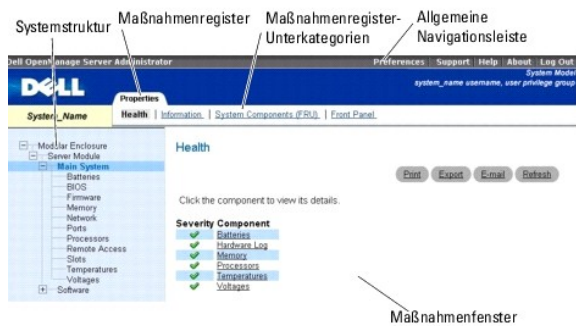 Systemstruktur
Maßnahmenregister
Maßnahmenregister-
Unterkategorien
Allgemeine
Navigationsleiste
Dell OpenManage Server Administrator
Preferences Support Help About Log Out
System Model
system_name username, user privilege group
DELL
Properties
System_Name
Health Information System Components (FRU) Front Panel
Modular Enclosure
Server Module
Main System
Batteries
BIOS
Firmware
Memory
Network
Ports
Processors
Remote Access
Slots
Temperatures
Voltages
Software
Health
Print Export E-mail Refresh
Click the component to view its details.
Severity Component
Batteries
Hardware Log
Memory
Processors
Temperatures
Voltages
Maßnahmenfenster